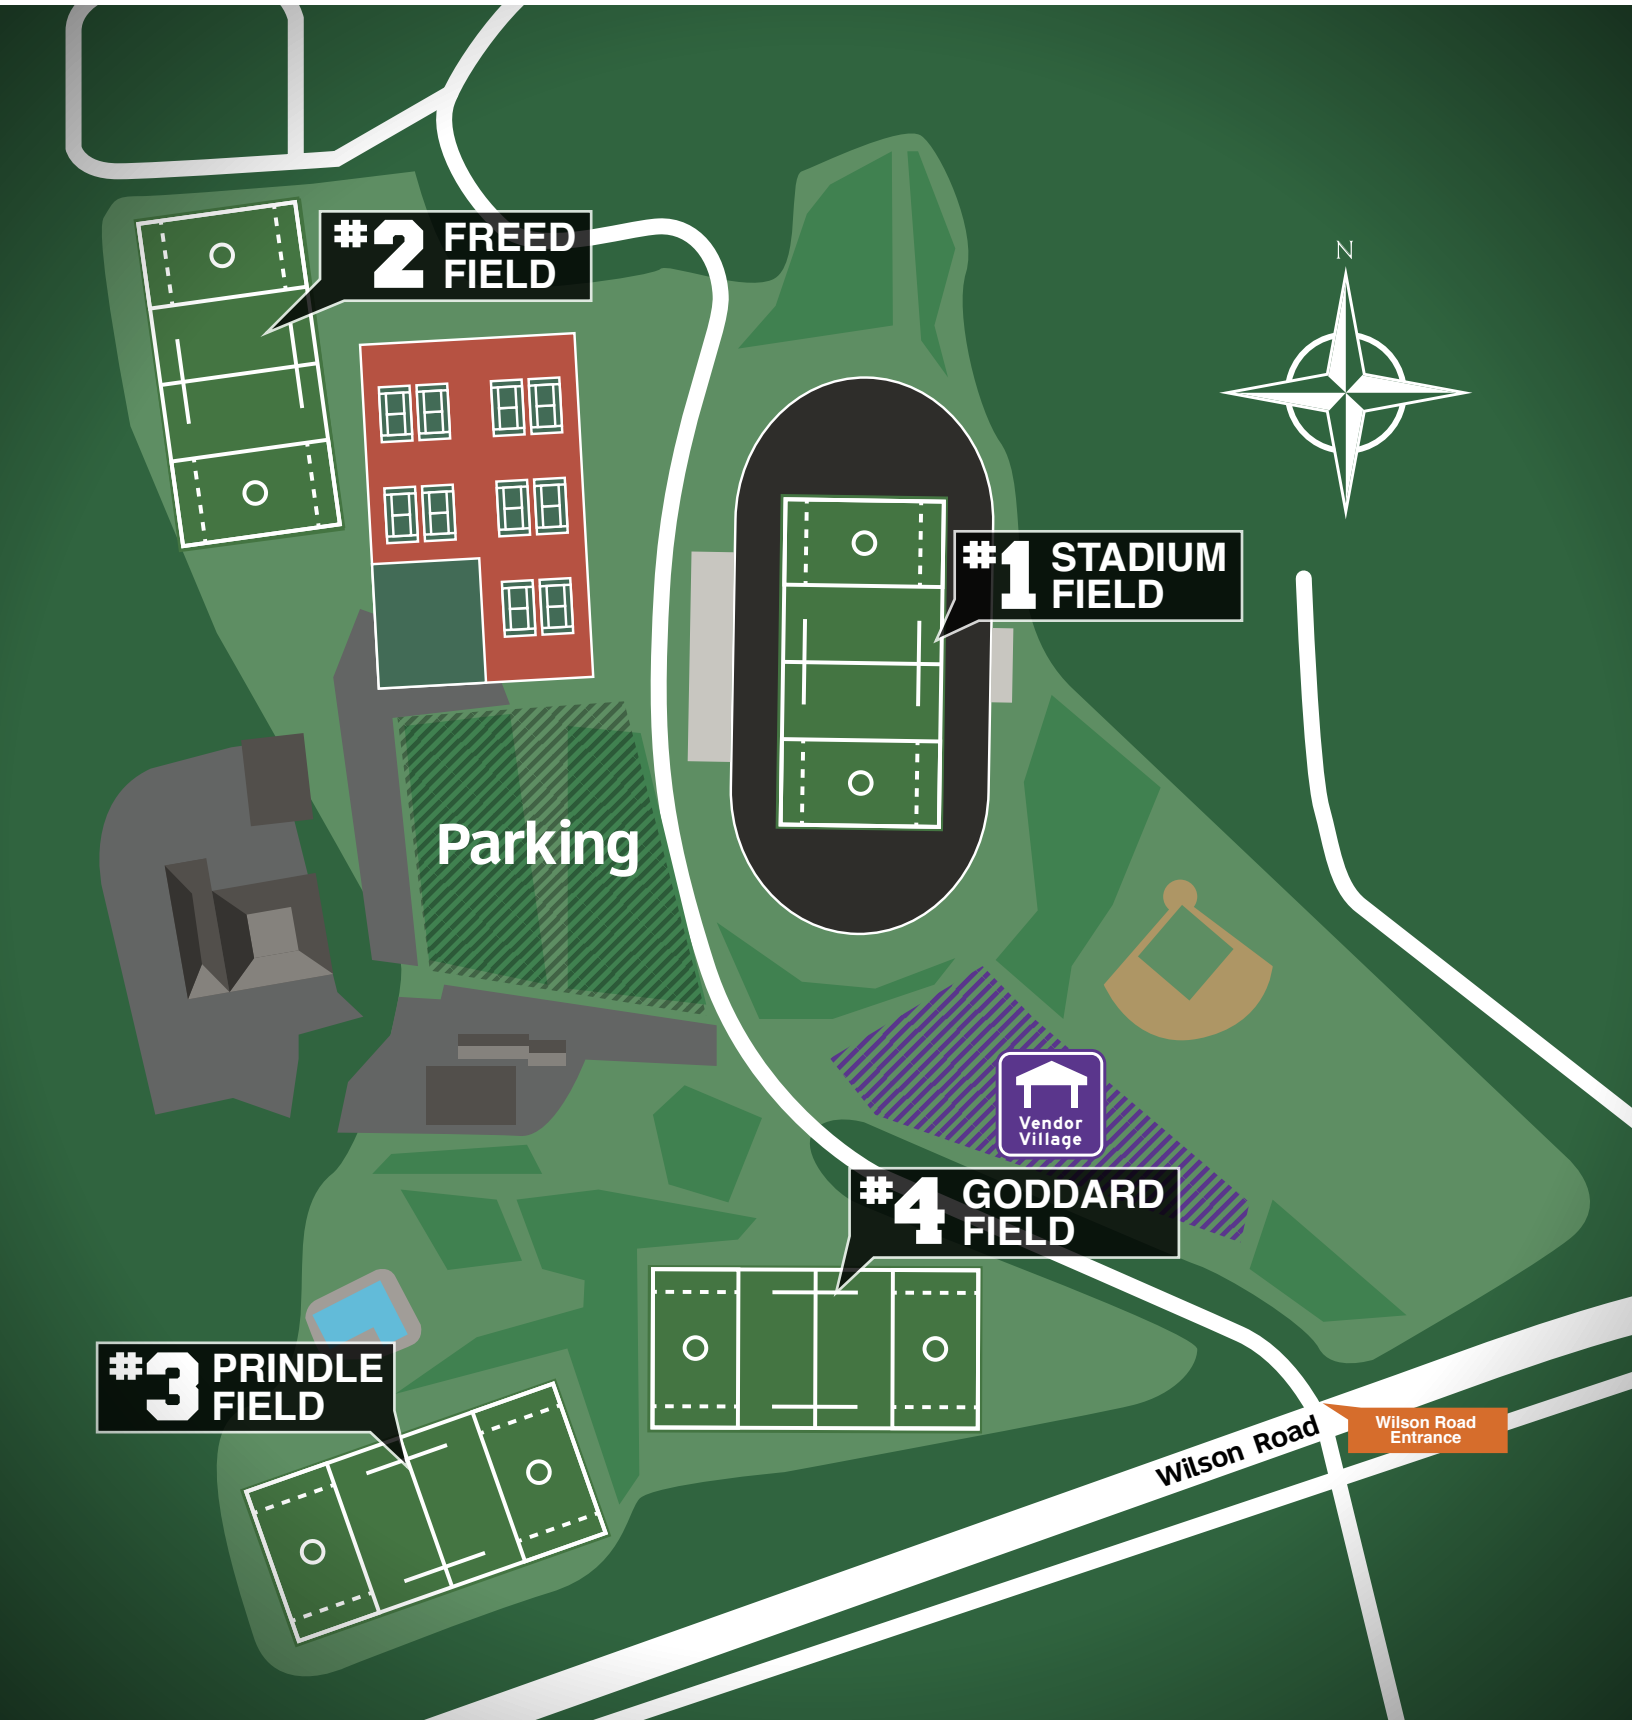 #2 FREED
FIELD
N
#1 STADIUM
FIELD
Parking
Vendor
Village
#4 GODDARD
FIELD
#3 PRINDLE
FIELD
Wilson Road
Wilson Road
Entrance